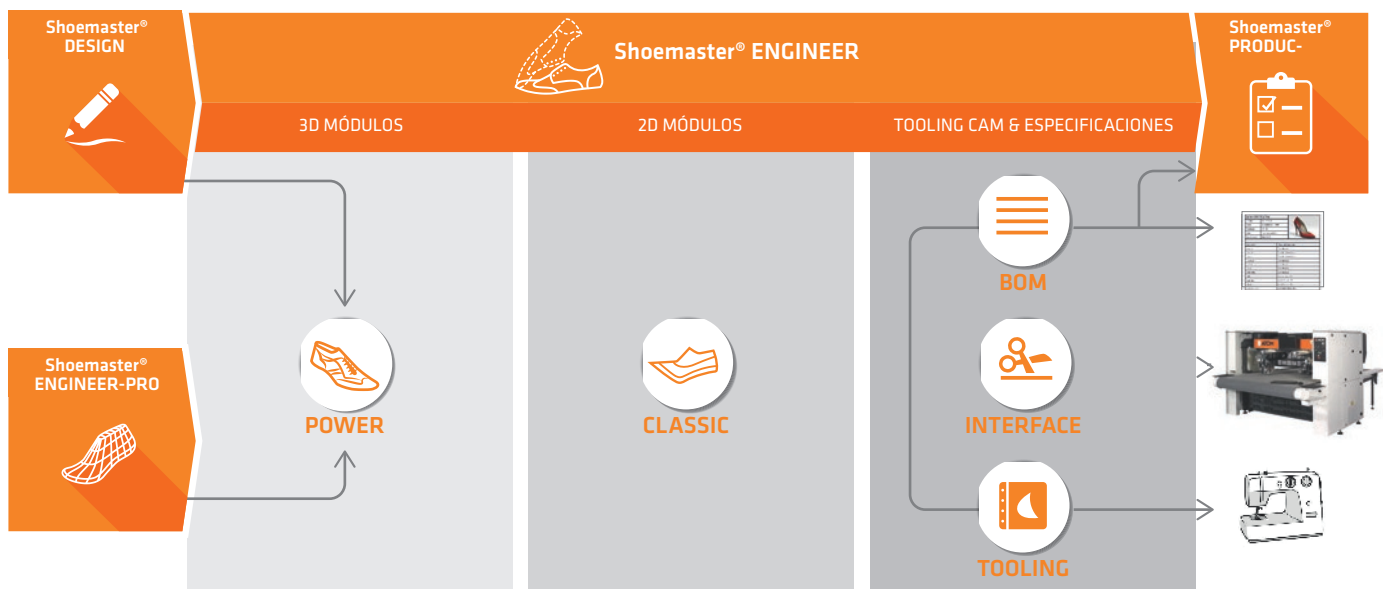 Shoemaster®
DESIGN
Shoemaster® ENGINEER
Shoemaster®
PRODUC-
3D MÓDULOS
2D MÓDULOS
TOOLING CAM & ESPECIFICACIONES
BOM
Shoemaster®
ENGINEER-PRO
POWER
CLASSIC
INTERFACE
TOOLING